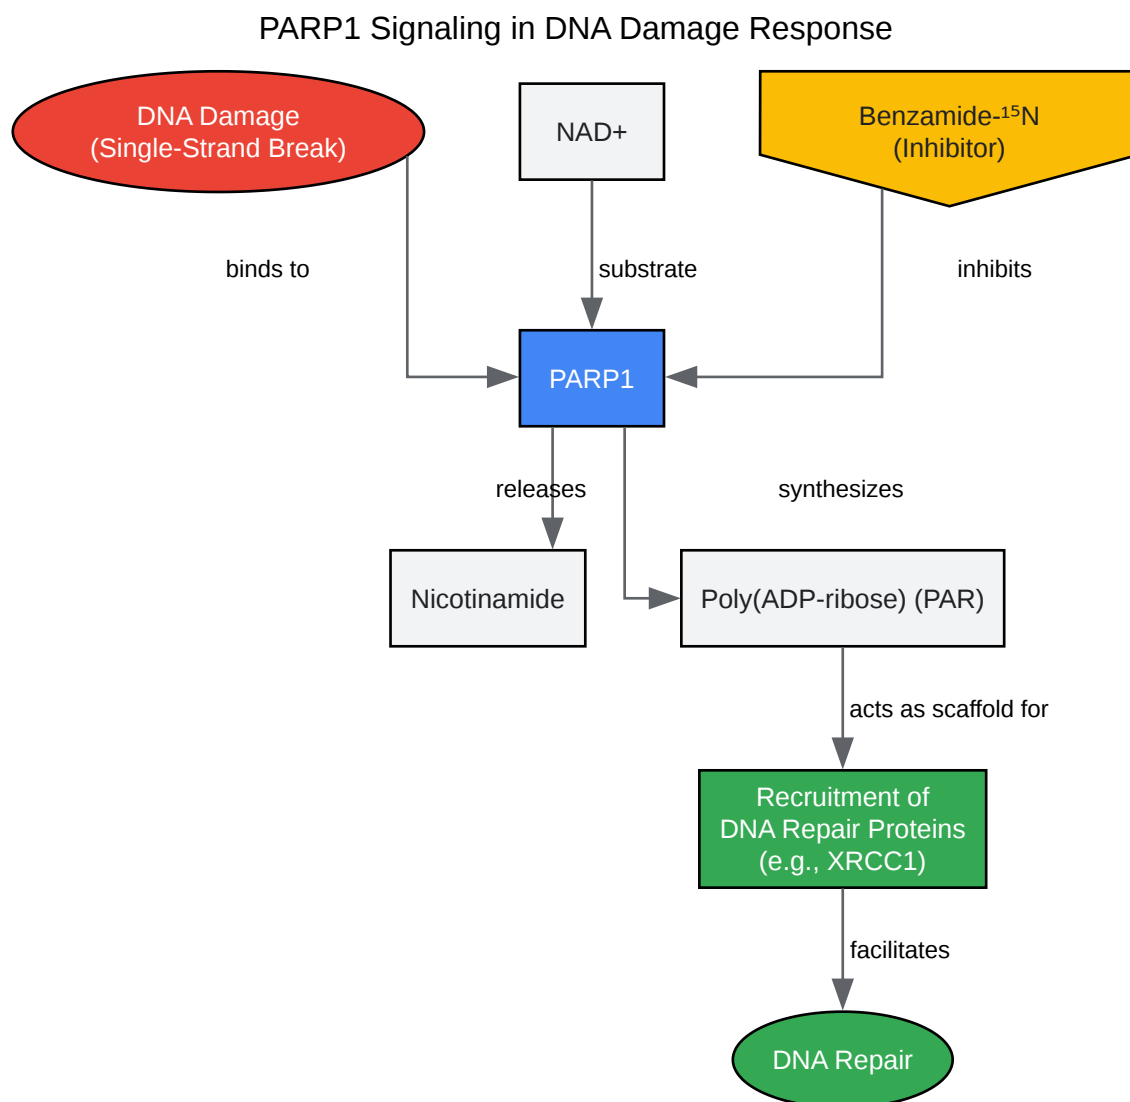 PARP1 Signaling in DNA Damage Response
DNA Damage
(Single-Strand Break)
NAD+
Benzamide-¹⁵N
(Inhibitor)
binds to
substrate
inhibits
PARP1
releases
synthesizes
Nicotinamide
Poly(ADP-ribose) (PAR)
acts as scaffold for
Recruitment of
DNA Repair Proteins
(e.g., XRCC1)
facilitates
DNA Repair